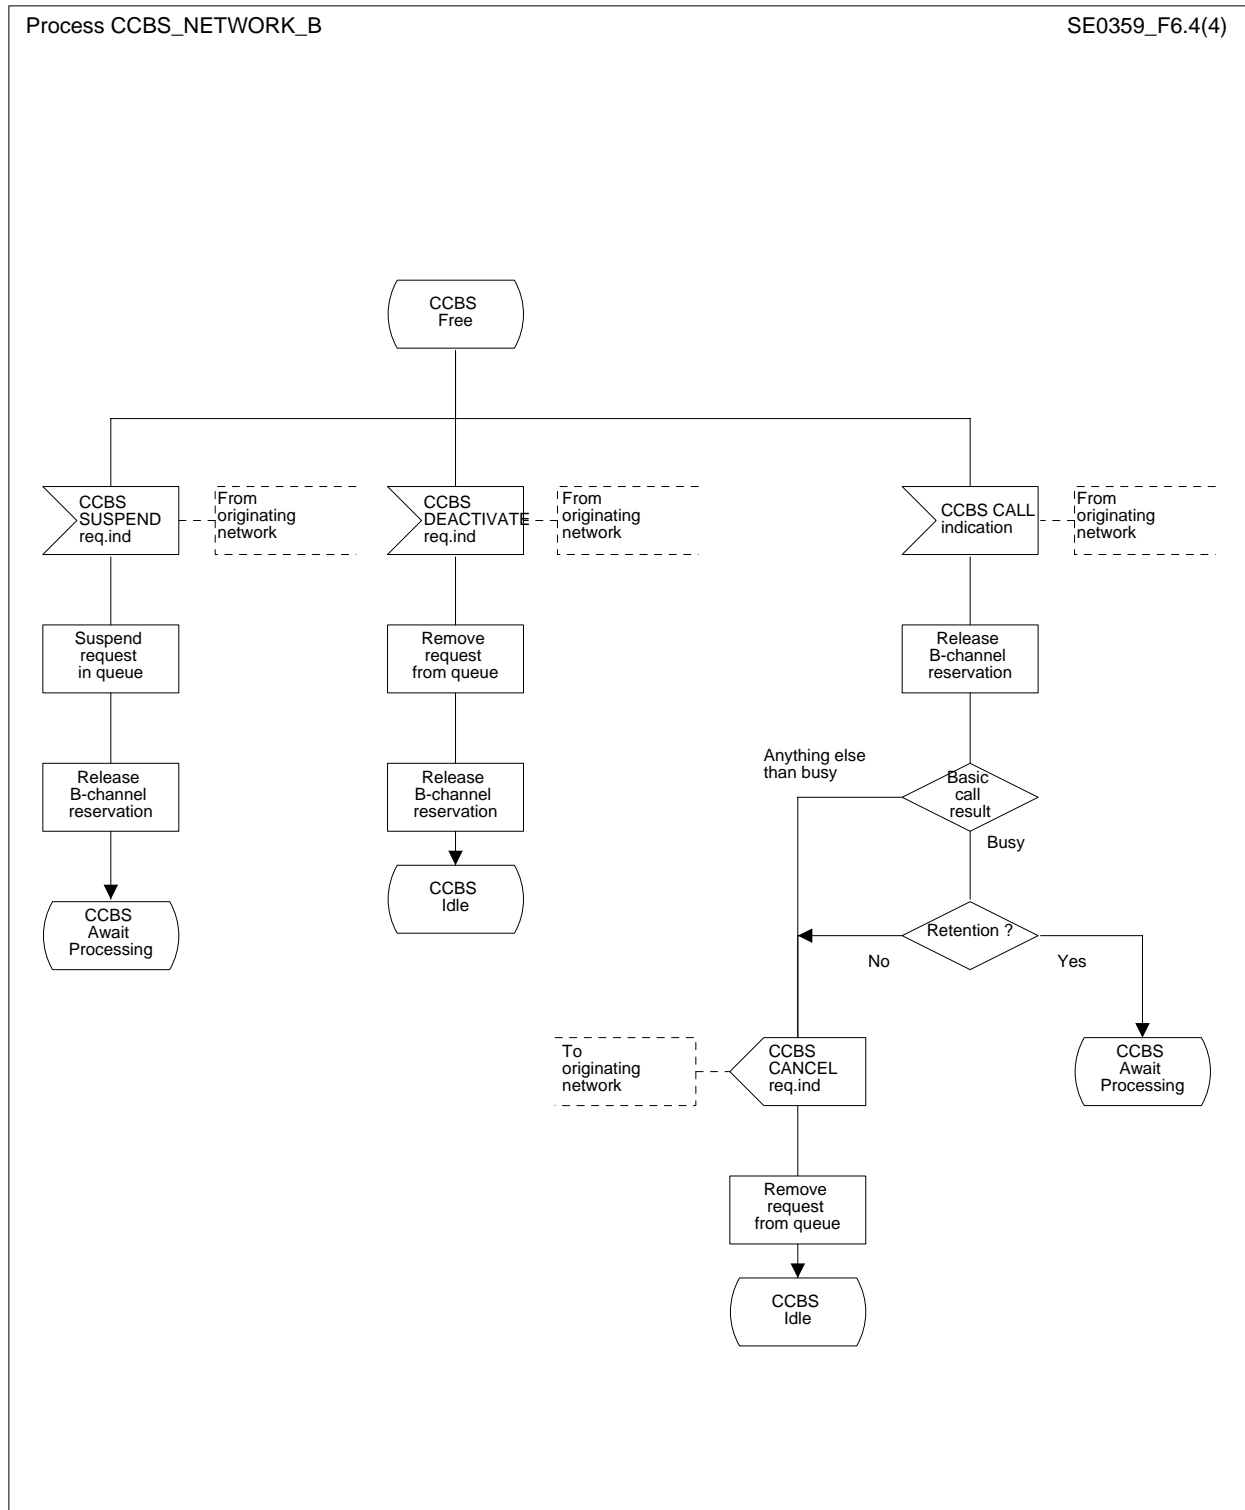 Process CCBS_NETWORK_B
SE0359_F6.4(4)
CCBS
Free
CCBS
SUSPEND
req.ind
From
originating
network
CCBS
DEACTIVATE
req.ind
From
originating
network
CCBS CALL
indication
From
originating
network
Suspend
request
in queue
Remove
request
from queue
Release
B-channel
reservation
Release
B-channel
reservation
Release
B-channel
reservation
Anything else
than busy
Basic
call
result
Busy
CCBS
Await
Processing
CCBS
Idle
Retention ?
No
Yes
To
originating
network
CCBS
CANCEL
req.ind
CCBS
Await
Processing
Remove
request
from queue
CCBS
Idle